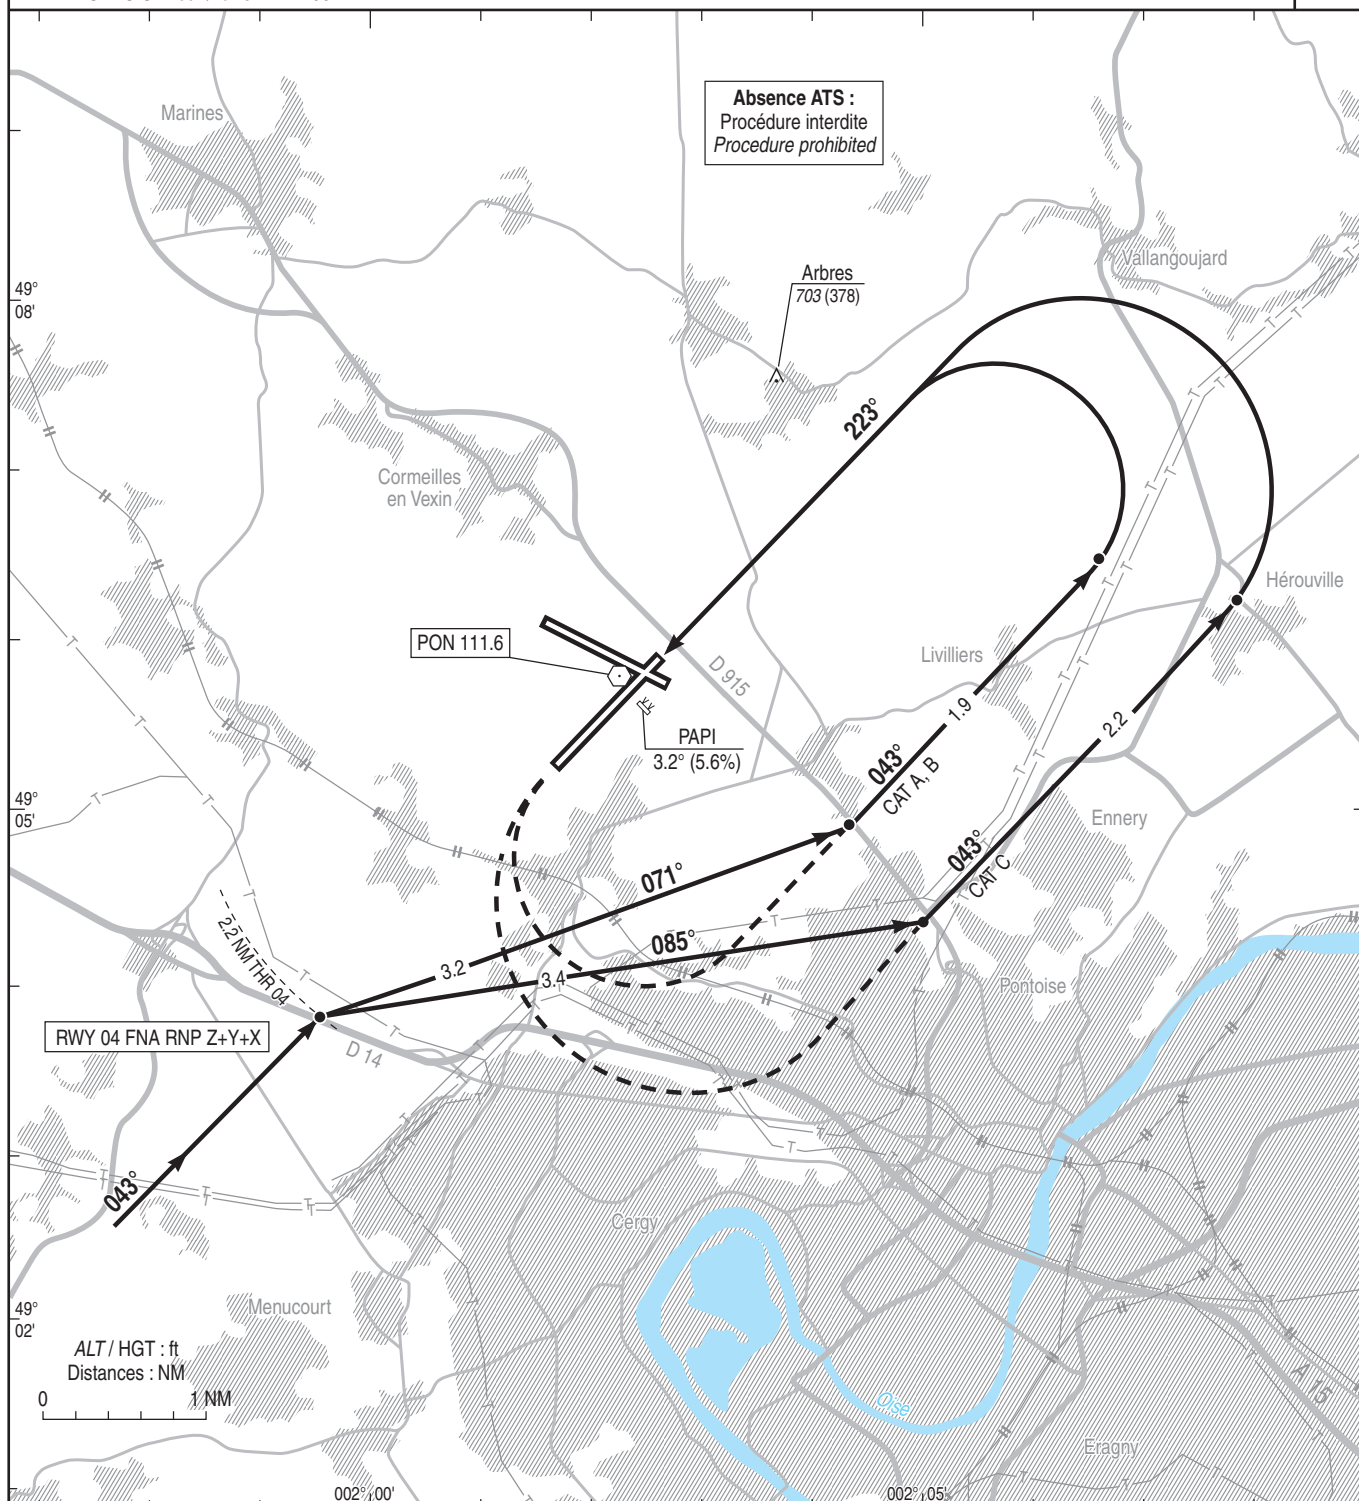 Marines
Absence ATS :
Procédure interdite
Procedure prohibited
Vallangoujard
Arbres
703 (378)
49°
08'
223°
Cormeilles
en Vexin
Hérouville
PON 111.6
Livilliers
D 915
1.9
2.2
PAPI
3.2° (5.6%)
043°
CAT A, B
49°
05'
Ennery
043°
CAT C
071°
085°
2.2 NM THR 04
3.2
3.4
Pontoise
RWY 04 FNA RNP Z+Y+X
D 14
043°
Cergy
Menucourt
49°
02'
ALT / HGT : ft
Distances : NM
0
1 NM
A 15
Oise
Eragny
002° 00'
002° 05'